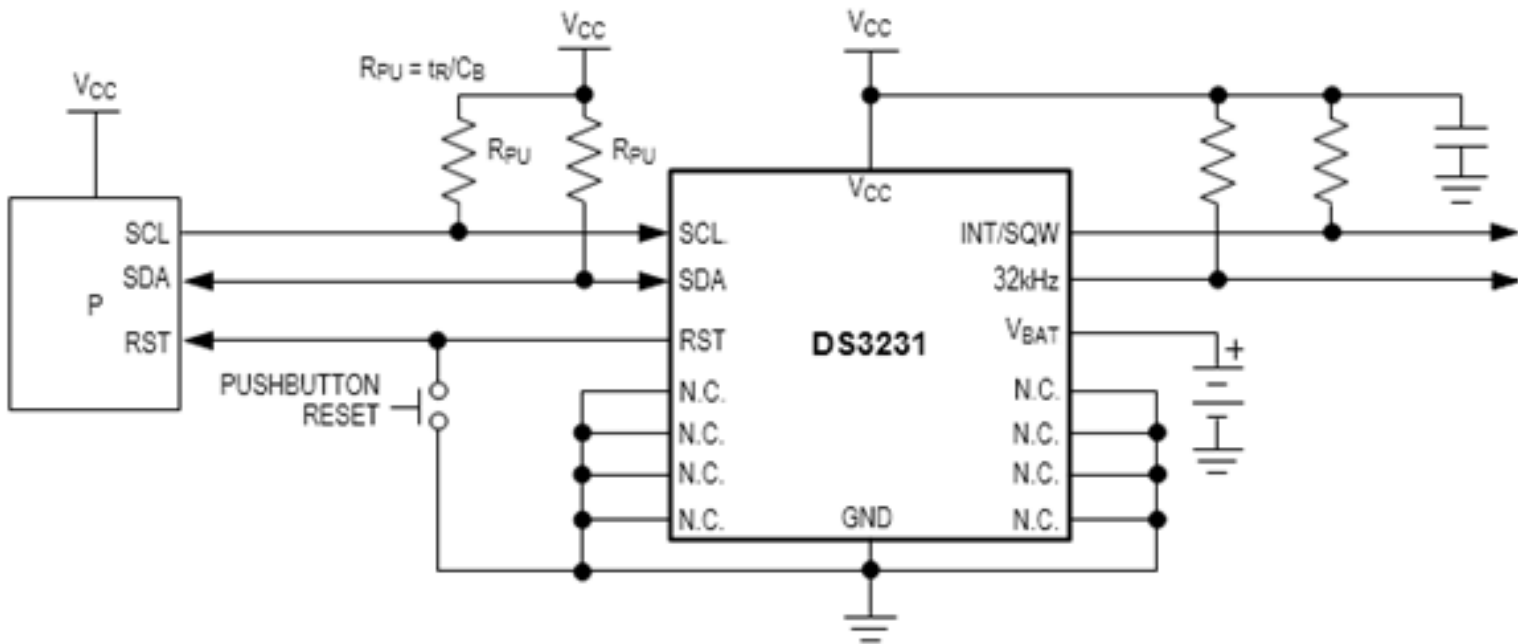 VCC
VCC
VCC
RPU = tR/CB
RPU
RPU
VCC
SCL
SCL.
INT/SQW
SDA
SDA
32kHz
P
RST
RST
DS3231
VBAT
+
PUSHBUTTON
RESET
N.C.
N.C.
N.C.
N.C.
N.C.
N.C.
N.C.
GND
N.C.